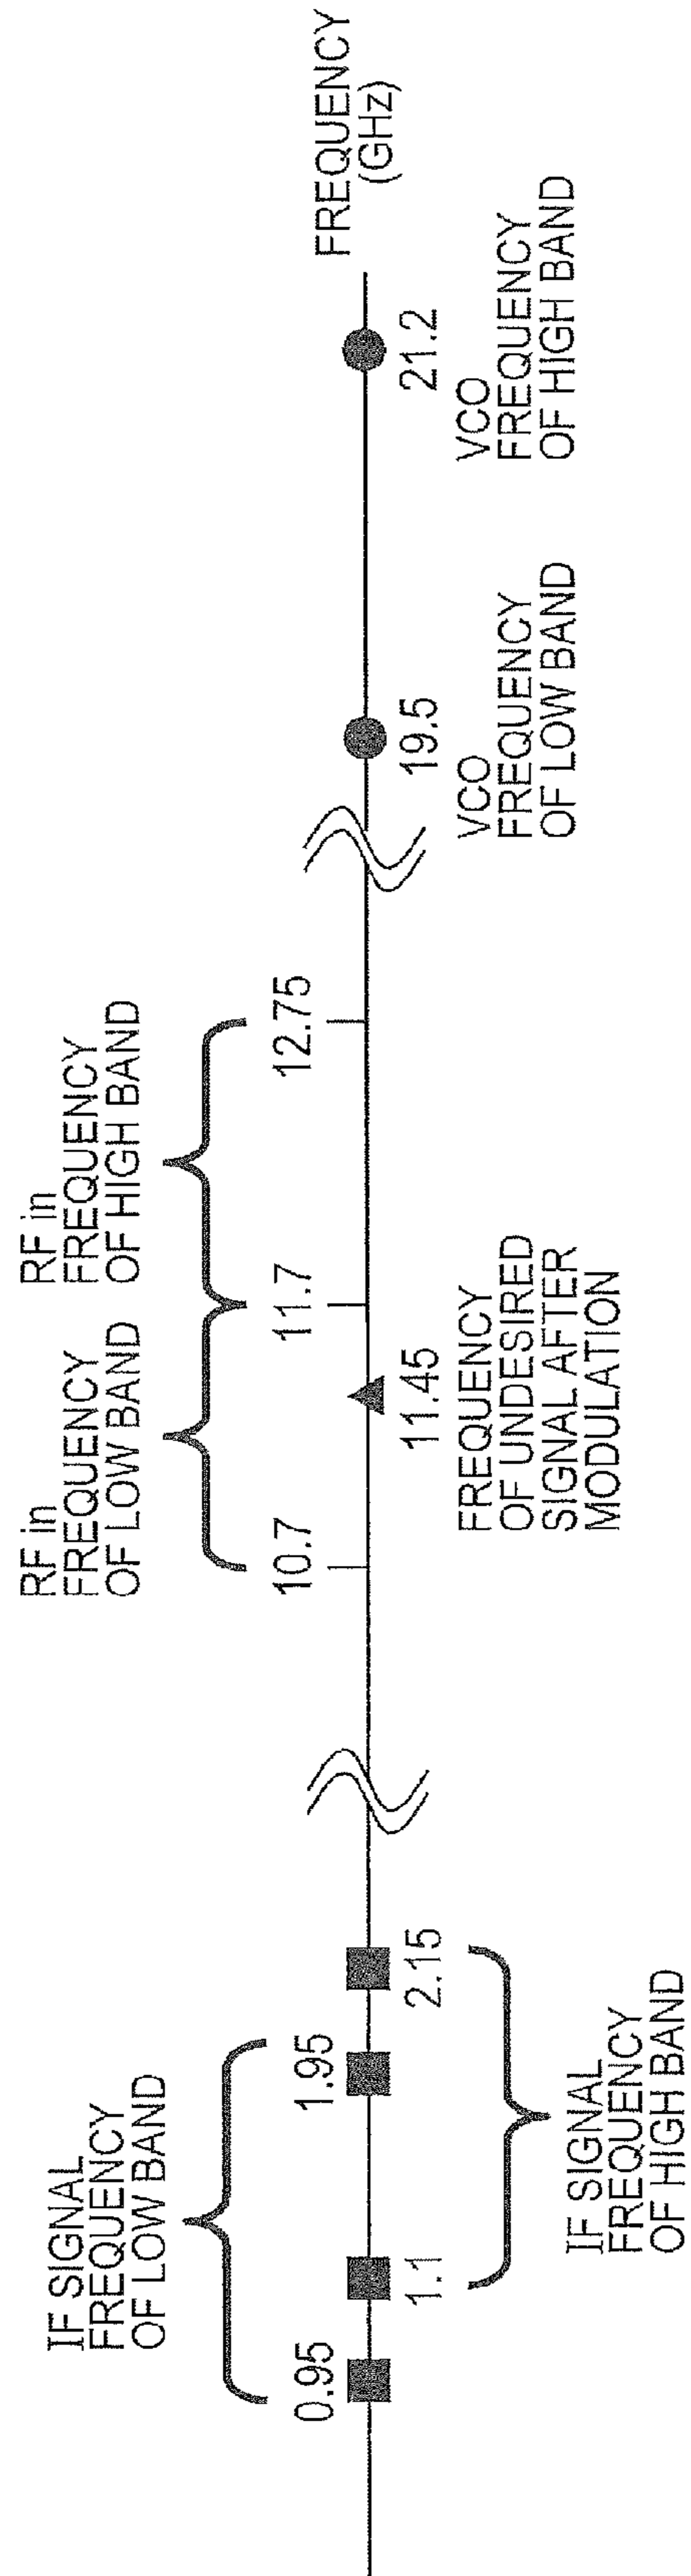 IF SIGNAL
FREQUENCY
OF LOW BAND
RF in
FREQUENCY
OF LOW BAND
RF in
FREQUENCY
OF HIGH BAND
0.95
1.95
10.7
11.7
12.75
FREQUENCY
(GHz)
1.1
2.15
11.45
19.5
21.2
IF SIGNAL
FREQUENCY
OF HIGH BAND
FREQUENCY
OF UNDESIRED
SIGNAL AFTER
MODULATION
VCO
FREQUENCY
OF LOW BAND
VCO
FREQUENCY
OF HIGH BAND